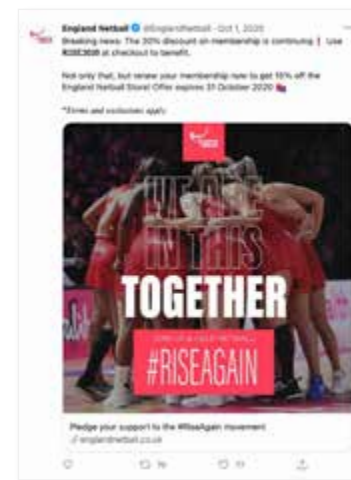 England Netball @EnglandNetball · Oct 1, 2020
Breaking news: The 20% discount on membership is continuing ! Use
at checkout to benefit.
Not only that, but renew your membership now to get 10% off the
England Netball Store! Offer expires 31 October 2020
*Terms and exclusions apply
WE ARE
IN THIS
TOGETHER
#RISEAGAIN
Pledge your support to the #RiseAgain movement
englandnetball.co.uk